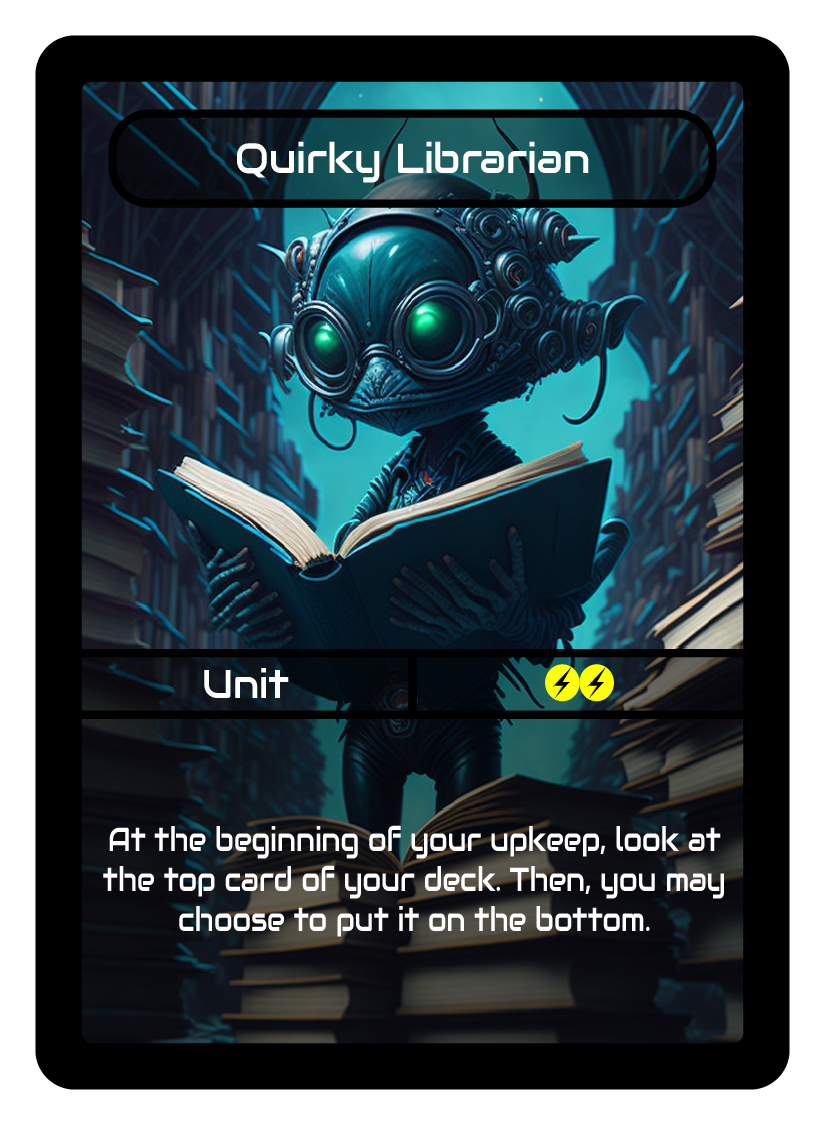 Quirky Librarian
Unit
At the beginning of your upkeep, look at
the top card of your deck. Then, you may
choose to put it on the bottom.